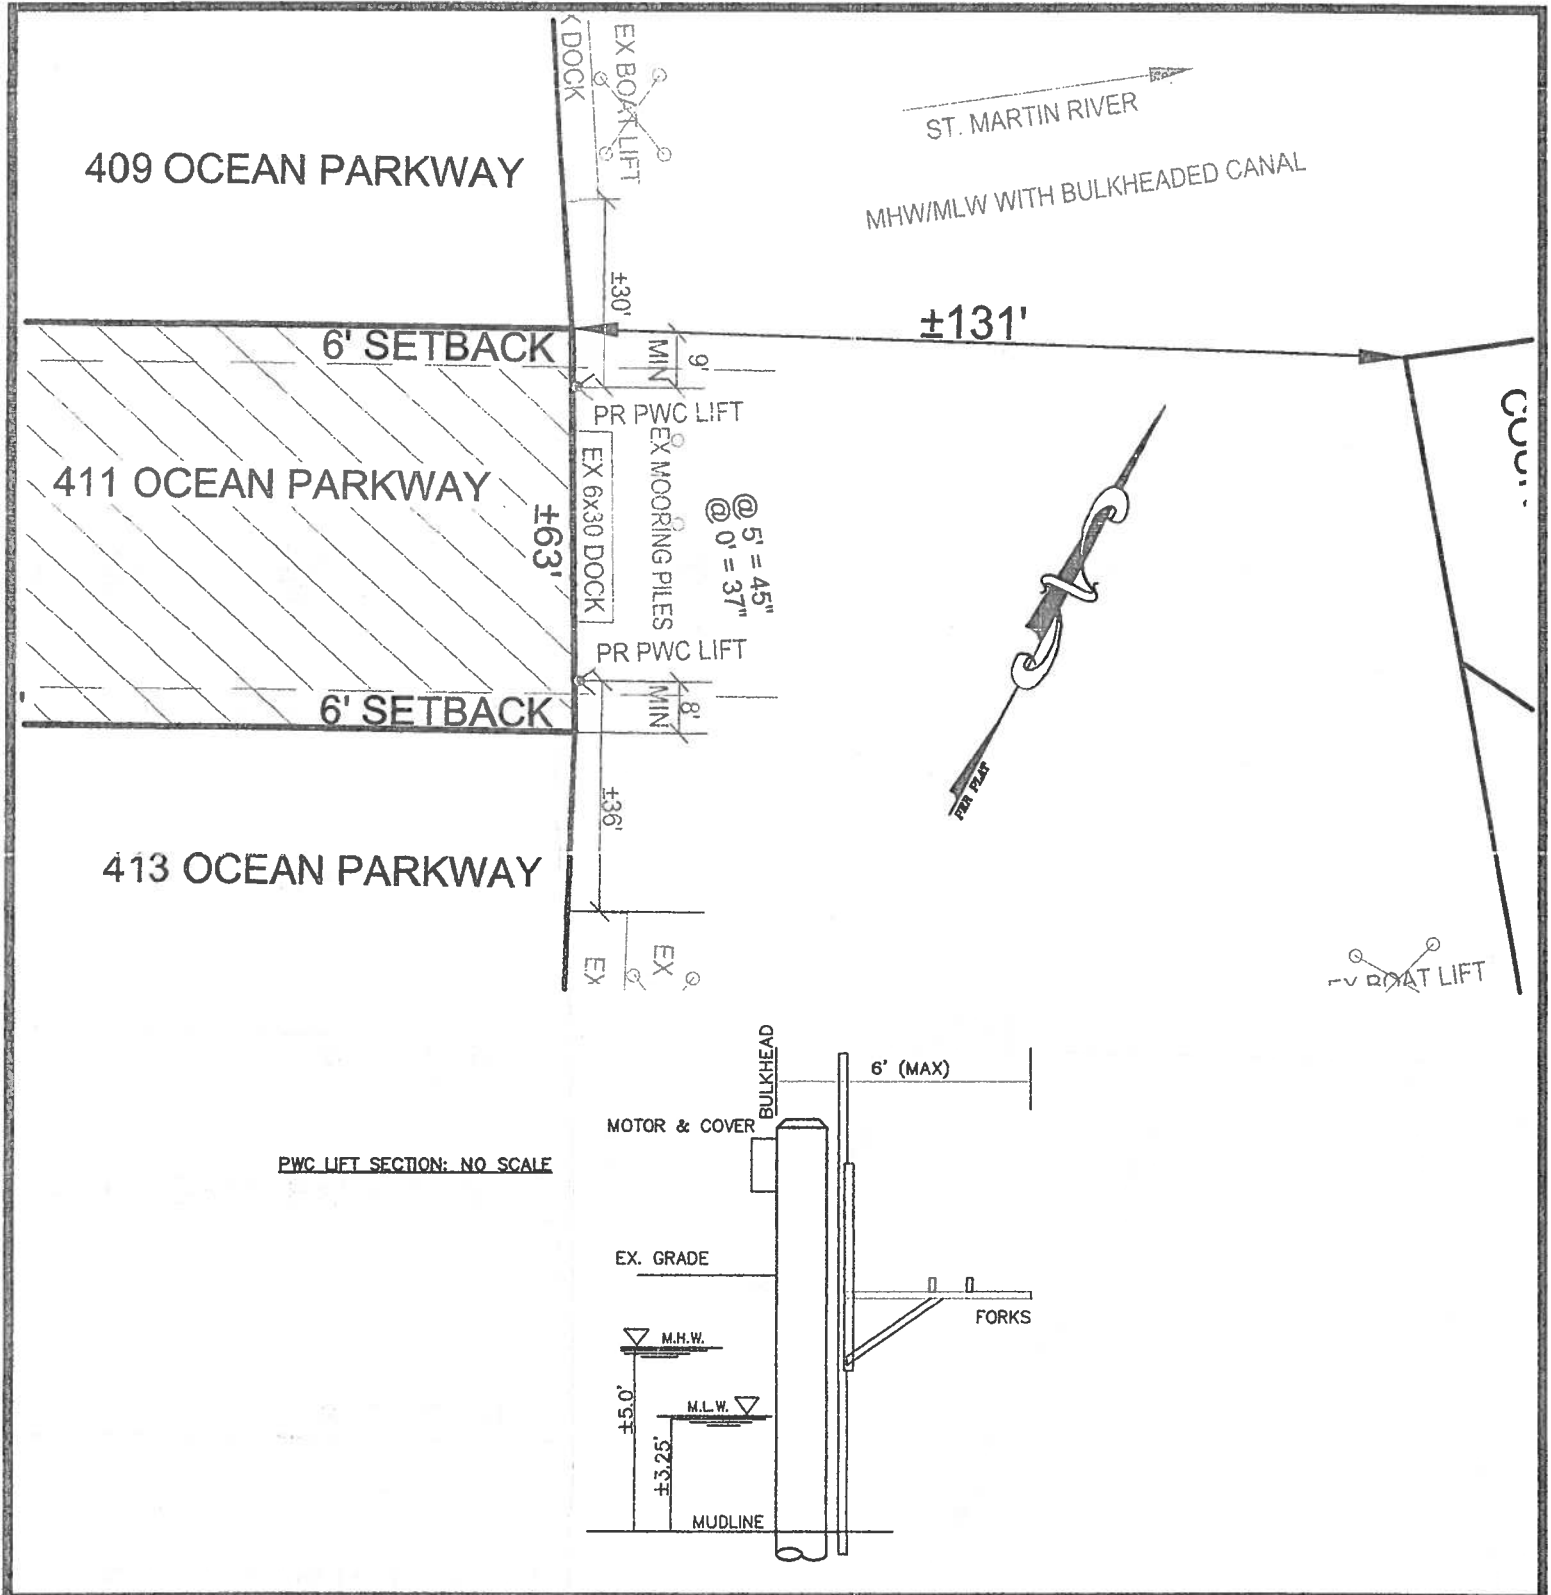 K DOCK
EX BOAT LIFT
ST. MARTIN RIVER
MHW/MLW WITH BULKHEADED CANAL
409 OCEAN PARKWAY
±30'
±131'
6' SETBACK
9'
MIN
PR PWC LIFT
411 OCEAN PARKWAY
±63'
EX 6x30 DOCK
EX MOORING PILES
@ 5' = 45"
@ 0' = 37"
PR PWC LIFT
6' SETBACK
8'
MIN
PER PLAT
±36'
413 OCEAN PARKWAY
EX
EX
BOAT LIFT
BULKHEAD
6' (MAX)
MOTOR & COVER
PWC LIFT SECTION: NO SCALE
EX. GRADE
FORKS
M.H.W.
M.L.W.
±5.0'
±3.25'
MUDLINE